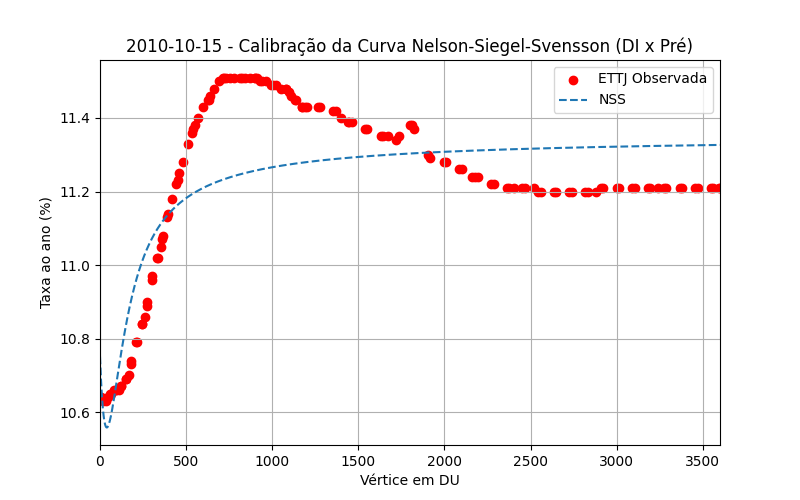 2010-10-15 - Calibração da Curva Nelson-Siegel-Svensson (DI x Pré)
ETTJ Observada
NSS
Taxa ao ano (%)
11.4
11.2
11.0
10.8
10.6
0 500 1000 1500 2000 2500 3000 3500
Vértice em DU